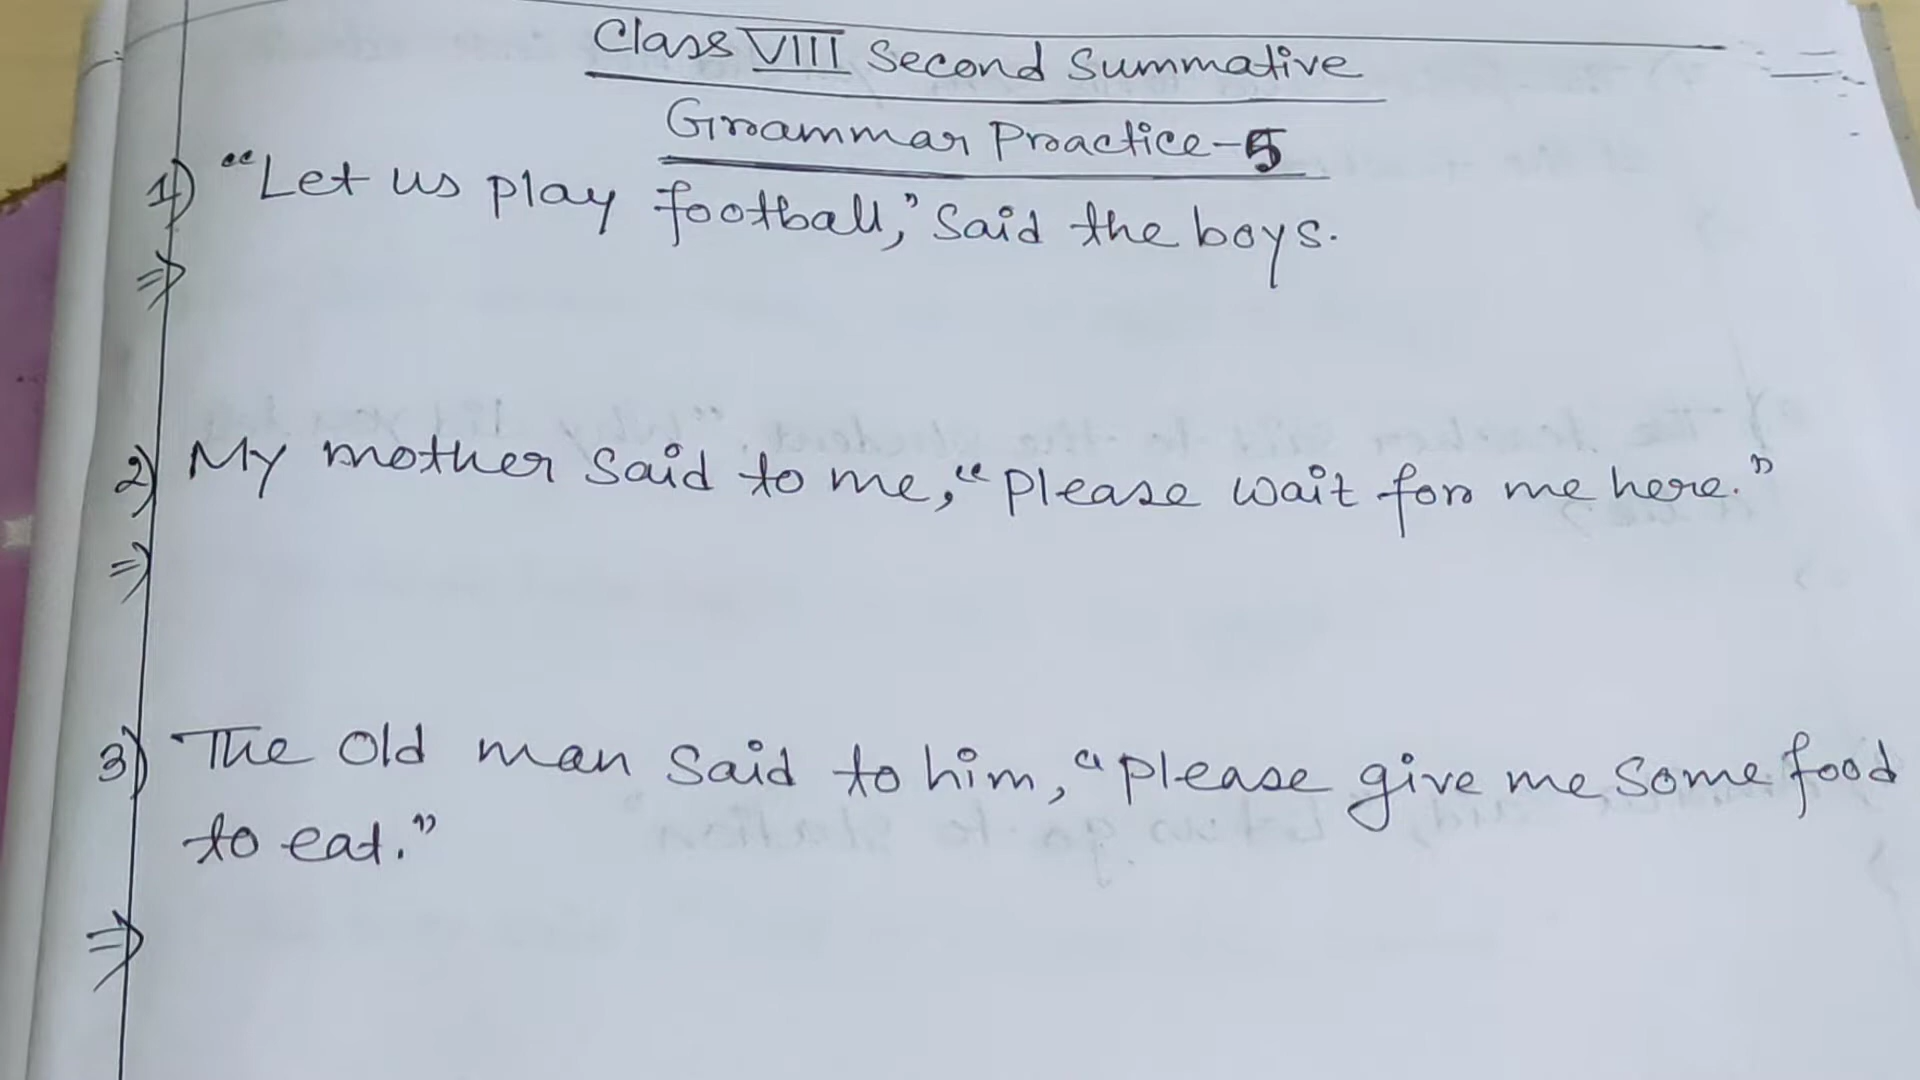 Class VIII Second Summative
Grammar Practice-5
1) "Let us play football," said the boys.
⇒
2) My mother said to me, "please wait for me here."
⇒
3) The old man said to him, "please give me some food
to eat."
⇒